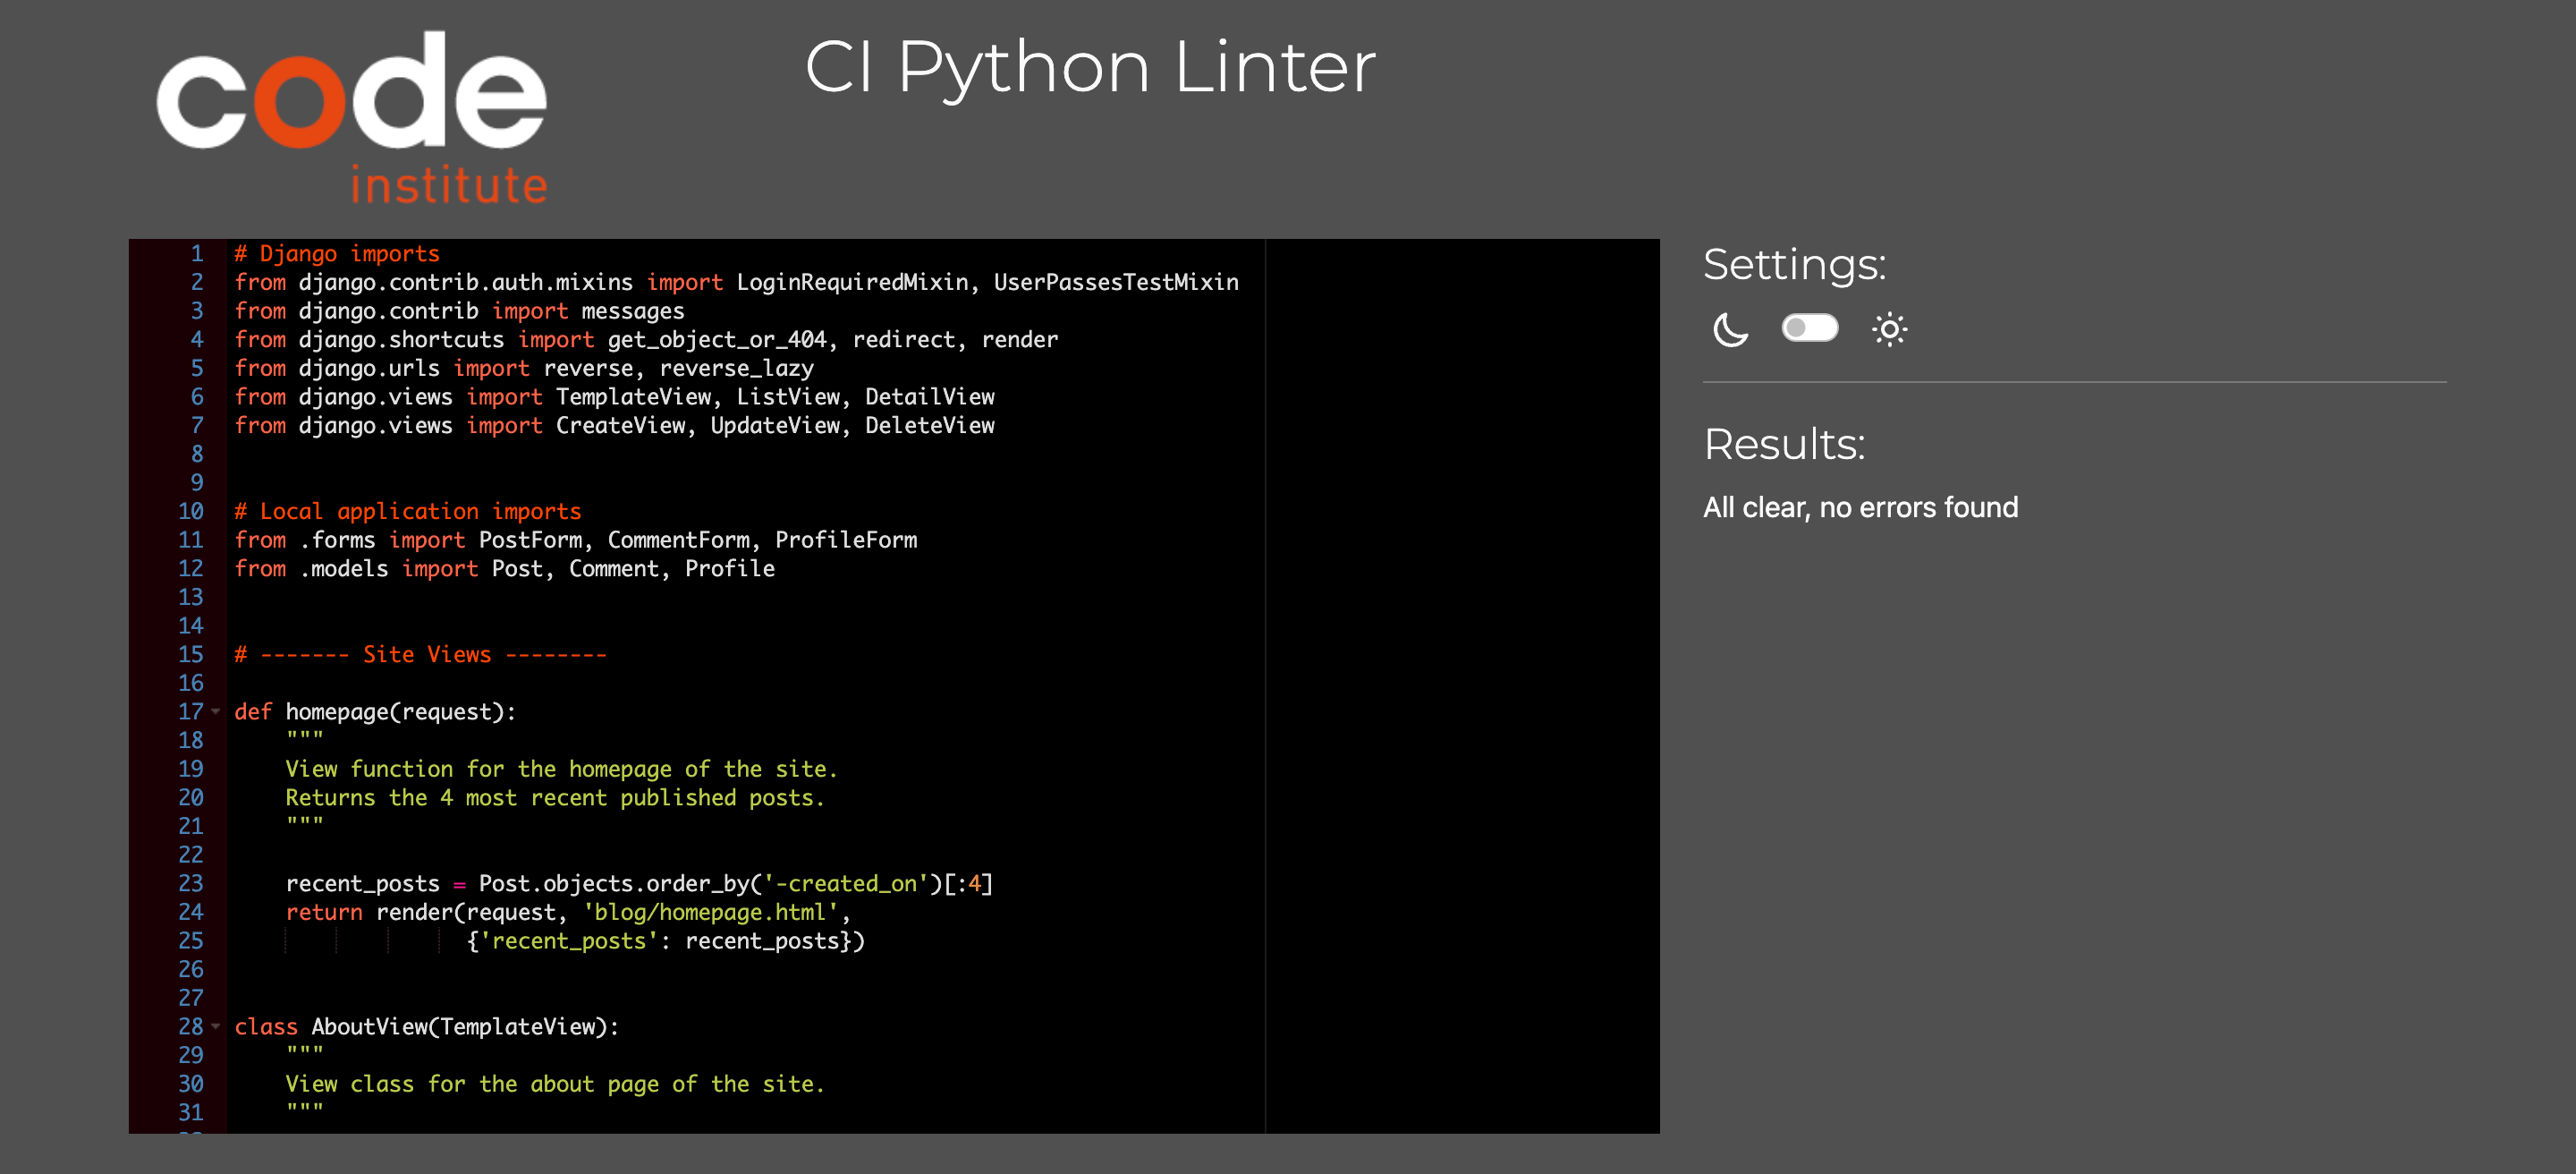 code
institute
CI Python Linter
1 # Django imports
2 from django.contrib.auth.mixins import LoginRequiredMixin, UserPassesTestMixin
3 from django.contrib import messages
4 from django.shortcuts import get_object_or_404, redirect, render
5 from django.urls import reverse, reverse_lazy
6 from django.views import TemplateView, ListView, DetailView
7 from django.views import CreateView, UpdateView, DeleteView
8
9
10 # Local application imports
11 from .forms import PostForm, CommentForm, ProfileForm
12 from .models import Post, Comment, Profile
13
14
15 # ------- Site Views --------
16
17 def homepage(request):
18     """
19     View function for the homepage of the site.
20     Returns the 4 most recent published posts.
21     """
22
23     recent_posts = Post.objects.order_by('-created_on')[:4]
24     return render(request, 'blog/homepage.html',
25                   {'recent_posts': recent_posts})
26
27
28 class AboutView(TemplateView):
29     """
30     View class for the about page of the site.
31     """
Settings:
Results:
All clear, no errors found